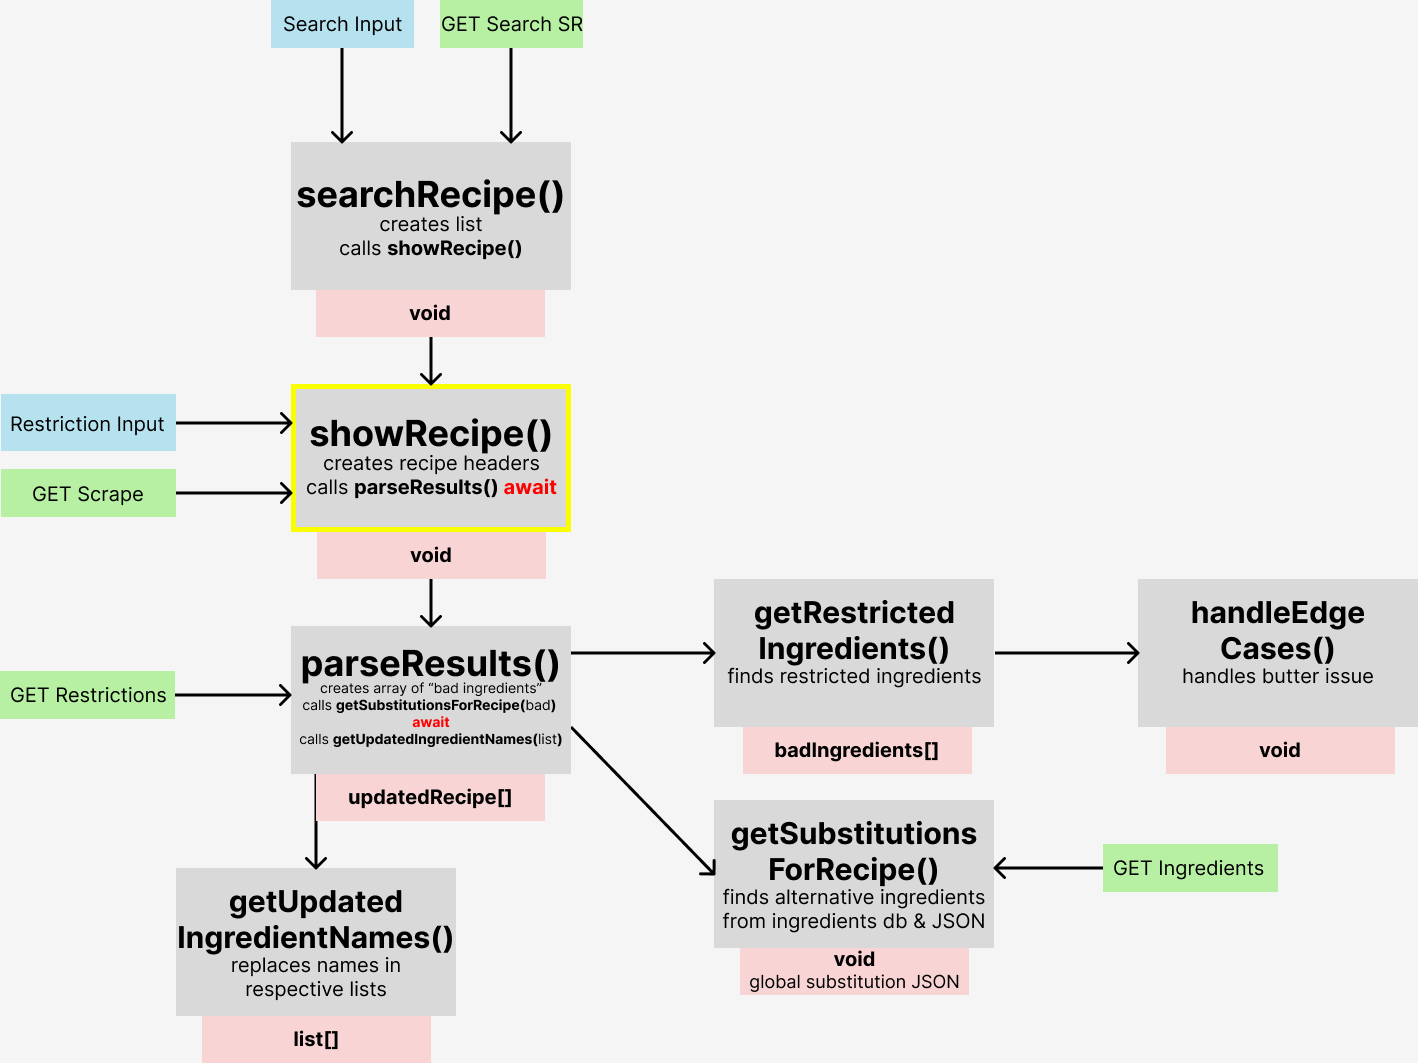 Search Input
GET Search SR
searchRecipe()
creates list
calls showRecipe()
void
Restriction Input
GET Scrape
showRecipe()
creates recipe headers
calls parseResults() await
void
GET Restrictions
parseResults()
creates array of “bad ingredients”
calls getSubstitutionsForRecipe(bad)
await
calls getUpdatedIngredientNames(list)
updatedRecipe[]
getRestricted
Ingredients()
finds restricted ingredients
badIngredients[]
handleEdge
Cases()
handles butter issue
void
getSubstitutions
ForRecipe()
finds alternative ingredients
from ingredients db & JSON
void
global substitution JSON
GET Ingredients
getUpdated
IngredientNames()
replaces names in
respective lists
list[]